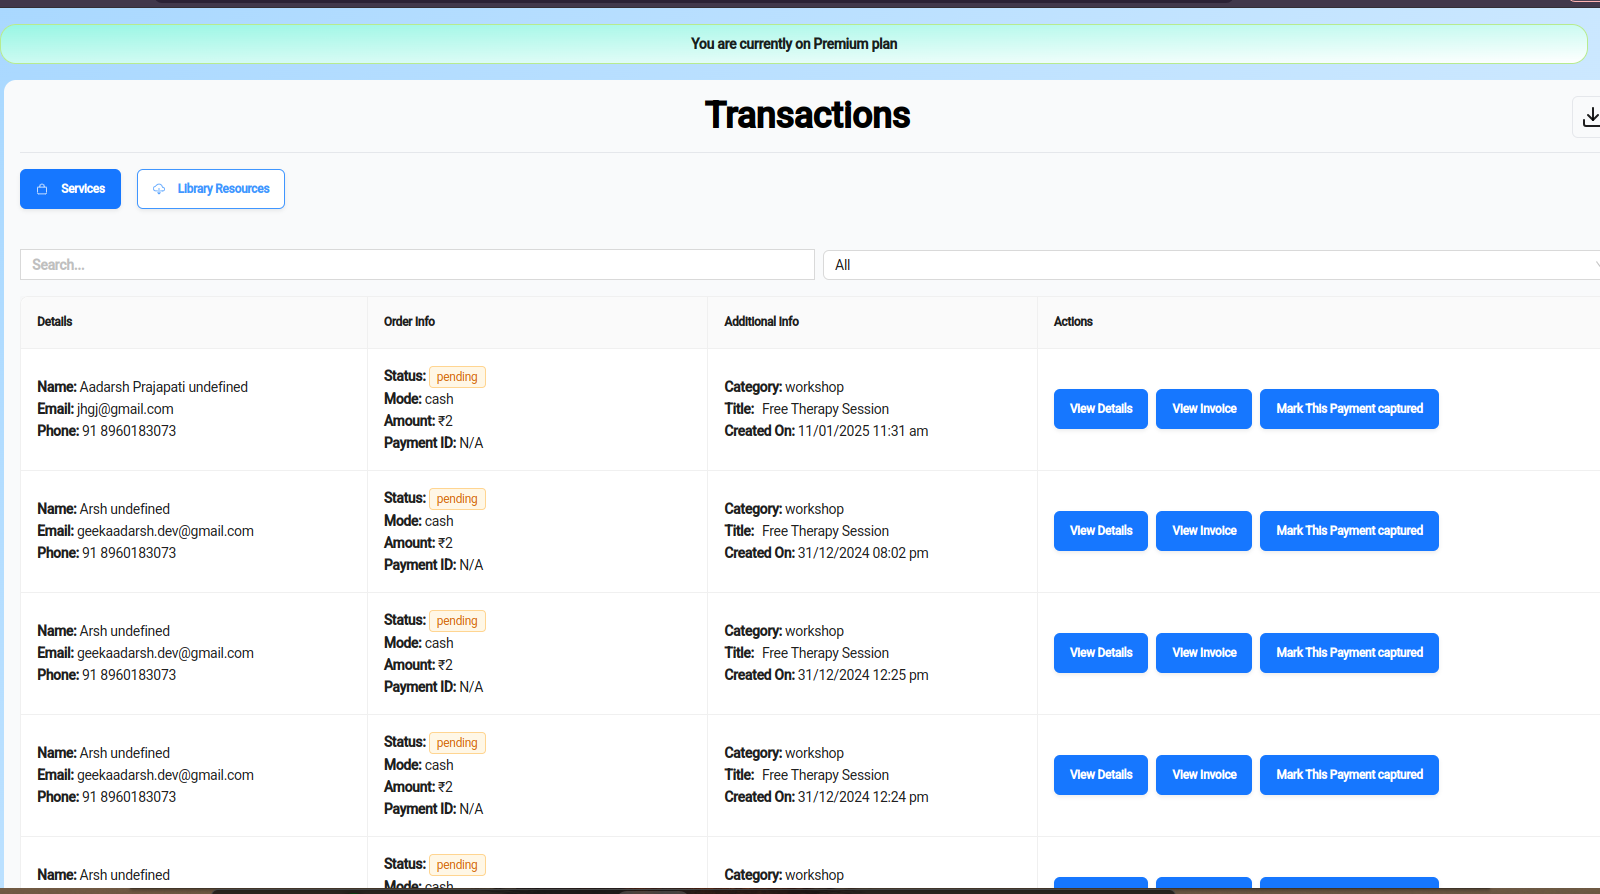 You are currently on Premium plan
Transactions
Services
Library Resources
Search...
All
Details Order Info Additional Info Actions
Name: Aadarsh Prajapati undefined
Email: jhgj@gmail.com
Phone: 91 8960183073
Status: pending
Mode: cash
Amount: ₹2
Payment ID: N/A
Category: workshop
Title: Free Therapy Session
Created On: 11/01/2025 11:31 am
View Details View Invoice Mark This Payment captured
Name: Arsh undefined
Email: geekaadarsh.dev@gmail.com
Phone: 91 8960183073
Status: pending
Mode: cash
Amount: ₹2
Payment ID: N/A
Category: workshop
Title: Free Therapy Session
Created On: 31/12/2024 08:02 pm
View Details View Invoice Mark This Payment captured
Name: Arsh undefined
Email: geekaadarsh.dev@gmail.com
Phone: 91 8960183073
Status: pending
Mode: cash
Amount: ₹2
Payment ID: N/A
Category: workshop
Title: Free Therapy Session
Created On: 31/12/2024 12:25 pm
View Details View Invoice Mark This Payment captured
Name: Arsh undefined
Email: geekaadarsh.dev@gmail.com
Phone: 91 8960183073
Status: pending
Mode: cash
Amount: ₹2
Payment ID: N/A
Category: workshop
Title: Free Therapy Session
Created On: 31/12/2024 12:24 pm
View Details View Invoice Mark This Payment captured
Name: Arsh undefined
Status: pending
Mode: cash
Category: workshop